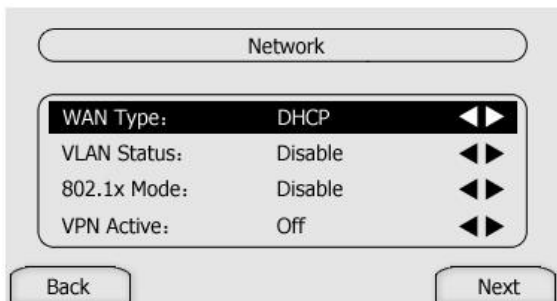 Network
WAN Type: DHCP
VLAN Status: Disable
802.1x Mode: Disable
VPN Active: Off
Back Next